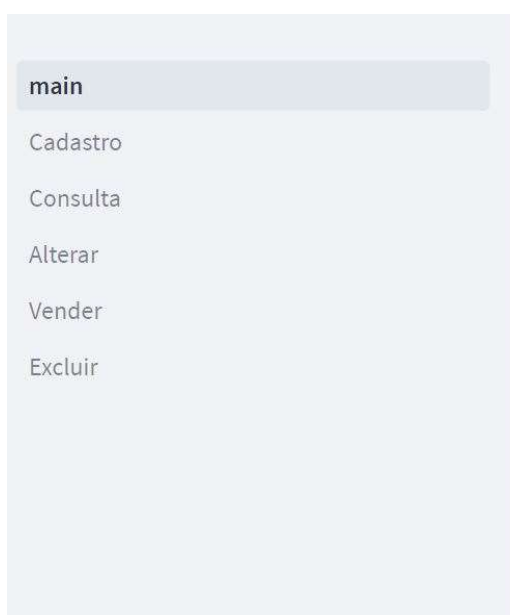 main
Cadastro
Consulta
Alterar
Vender
Excluir